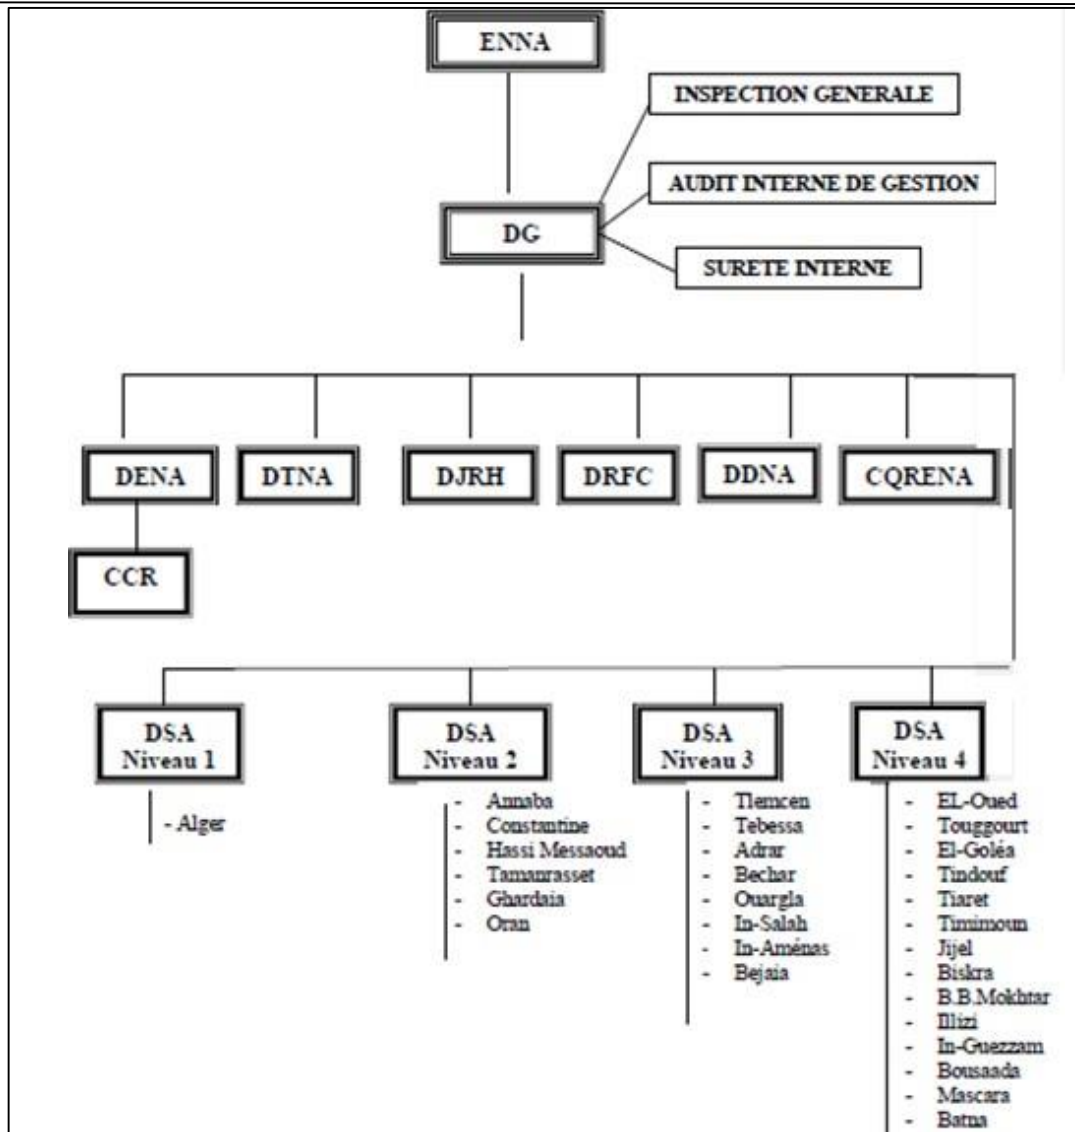 ENNA
INSPECTION GENERALE
AUDIT INTERNE DE GESTION
DG
SURETE INTERNE
DENA
DTNA
DJRH
DRFC
DDNA
CQRENA
CCR
DSA
Niveau 1
- Alger
DSA
Niveau 2
- Annaba
- Constantine
- Hassi Messaoud
- Tamanrasset
- Ghardaia
- Oran
DSA
Niveau 3
- Tlemcen
- Tebessa
- Adrar
- Bechar
- Ouargla
- In-Salah
- In-Aménas
- Bejaia
DSA
Niveau 4
- EL-Oued
- Touggourt
- El-Goléa
- Tindouf
- Tiaret
- Timimoun
- Jijel
- Biskra
- B.B.Mokhtar
- Illizi
- In-Guezzam
- Bousaada
- Mascara
- Batna